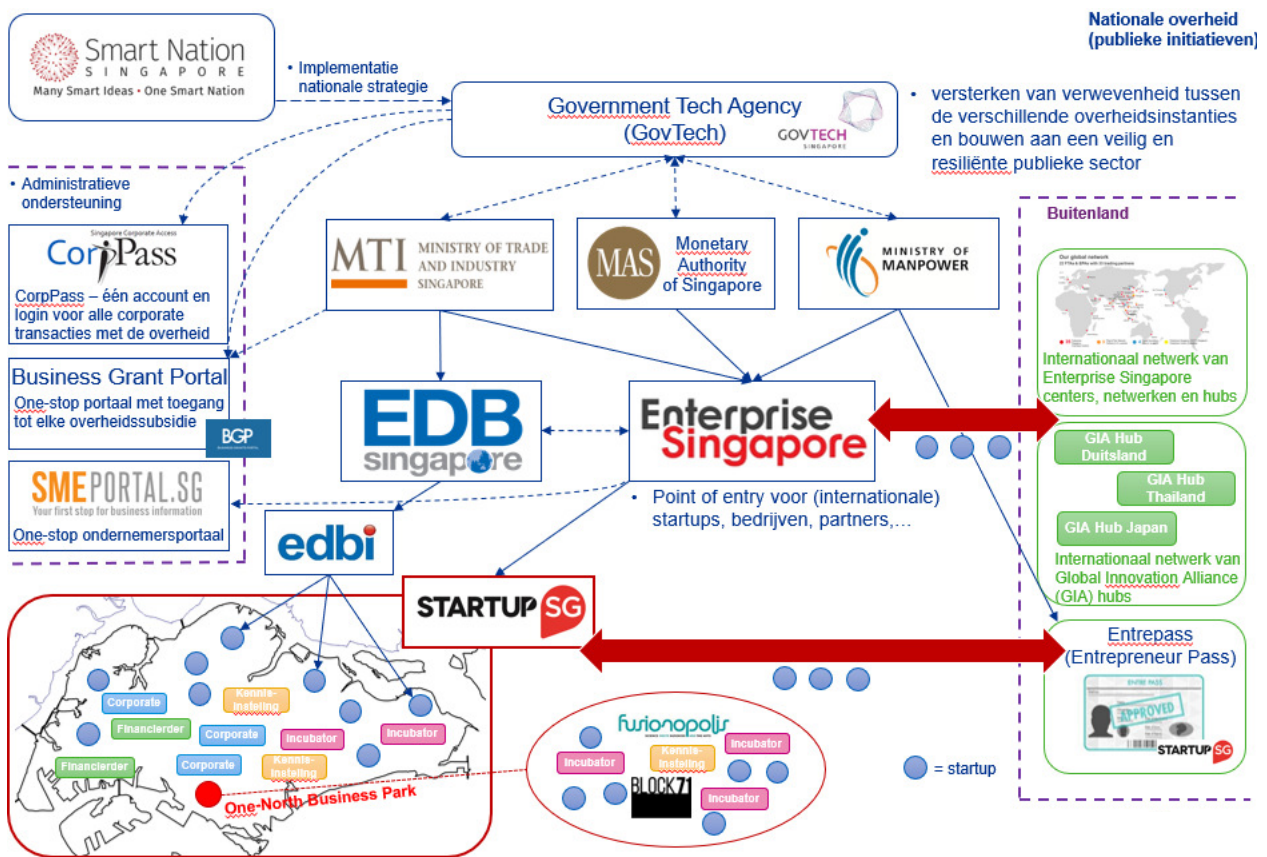 Smart Nation
SINGAPORE
Many Smart Ideas • One Smart Nation
• Implementatie
nationale strategie
Government Tech Agency
(GovTech)
GOVTECH
SINGAPORE
Nationale overheid
(publieke initiatieven)
• versterken van verwevenheid tussen
de verschillende overheidsinstanties
en bouwen aan een veilig en
resiliënte publieke sector
• Administratieve
ondersteuning
Singapore Corporate Access
CorpPass
CorpPass – één account en
login voor alle corporate
transacties met de overheid
Business Grant Portal
One-stop portaal met toegang
tot elke overheidssubsidie
BGP
SMEPORTAL.SG
Your first stop for business information
One-stop ondernemersportaal
MTI
MINISTRY OF TRADE
AND INDUSTRY
SINGAPORE
MAS
Monetary
Authority
of Singapore
MINISTRY OF
MANPOWER
EDB
singapore
Enterprise
Singapore
• Point of entry voor (internationale)
startups, bedrijven, partners,…
edbi
STARTUP SG
Buitenland
Our global network
Internationaal netwerk van
Enterprise Singapore
centers, netwerken en hubs
GIA Hub
Duitsland
GIA Hub
Thailand
GIA Hub Japan
Internationaal netwerk van
Global Innovation Alliance
(GIA) hubs
Entrepass
(Entrepreneur Pass)
ENTRE PASS
APPROVED
STARTUP SG
Corporate
Kennis-
Insteling
Financierder
Corporate
Incubator
Incubator
Financierder
Corporate
Kennis-
Insteling
One-North Business Park
fusionopolis
Incubator
Kennis-
Insteling
Incubator
BLOCK71
Incubator
= startup